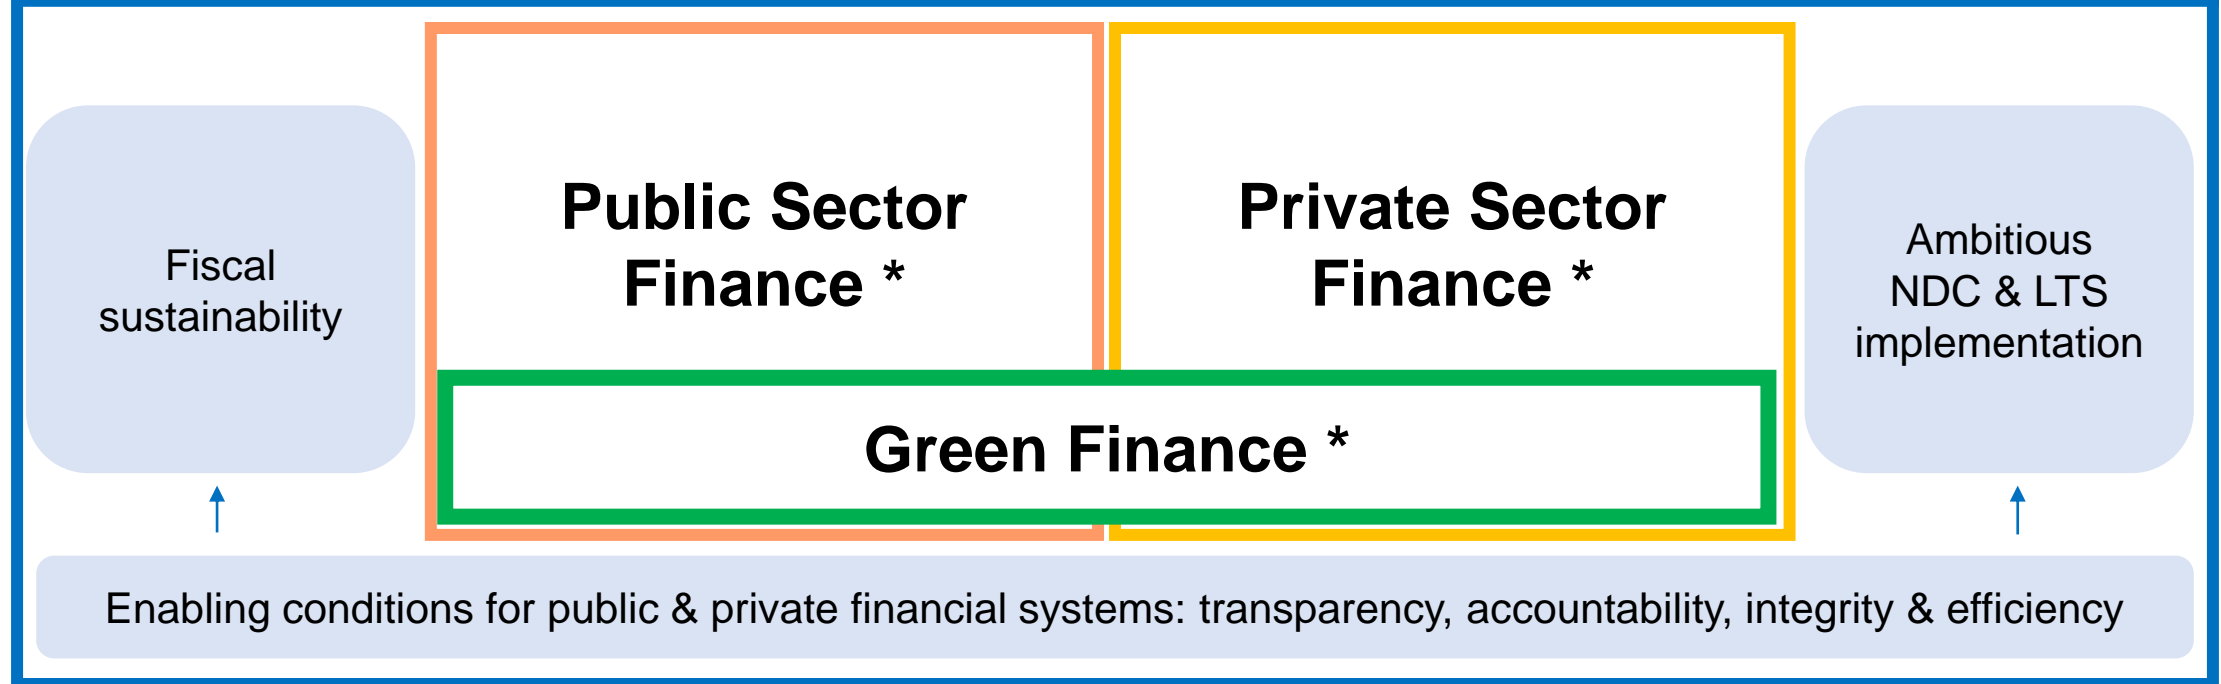 Public Sector
Finance *
Private Sector
Finance *
Fiscal
sustainability
Ambitious
NDC & LTS
implementation
Green Finance *
Enabling conditions for public & private financial systems: transparency, accountability, integrity & efficiency